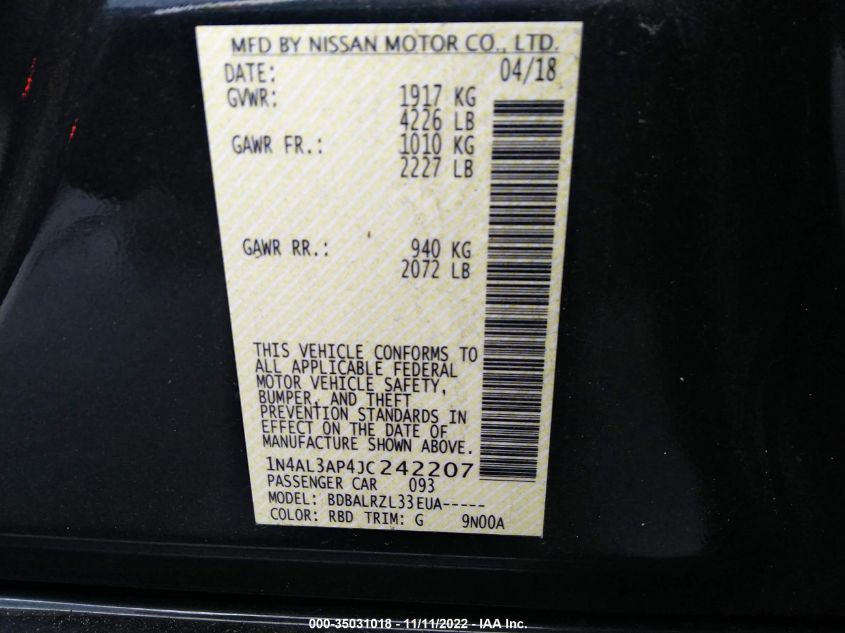 MFD BY NISSAN MOTOR CO., LTD.
DATE: 04/18
GVWR: 1917 KG
4226 LB
GAWR FR.: 1010 KG
2227 LB
GAWR RR.: 940 KG
2072 LB
THIS VEHICLE CONFORMS TO
ALL APPLICABLE FEDERAL
MOTOR VEHICLE SAFETY,
BUMPER, AND THEFT
PREVENTION STANDARDS IN
EFFECT ON THE DATE OF
MANUFACTURE SHOWN ABOVE.
1N4AL3AP4JC242207
PASSENGER CAR 093
MODEL: BDBALRZL33EUA-----
COLOR: RBD TRIM: G 9N00A
000-35031018 - 11/11/2022 - IAA Inc.